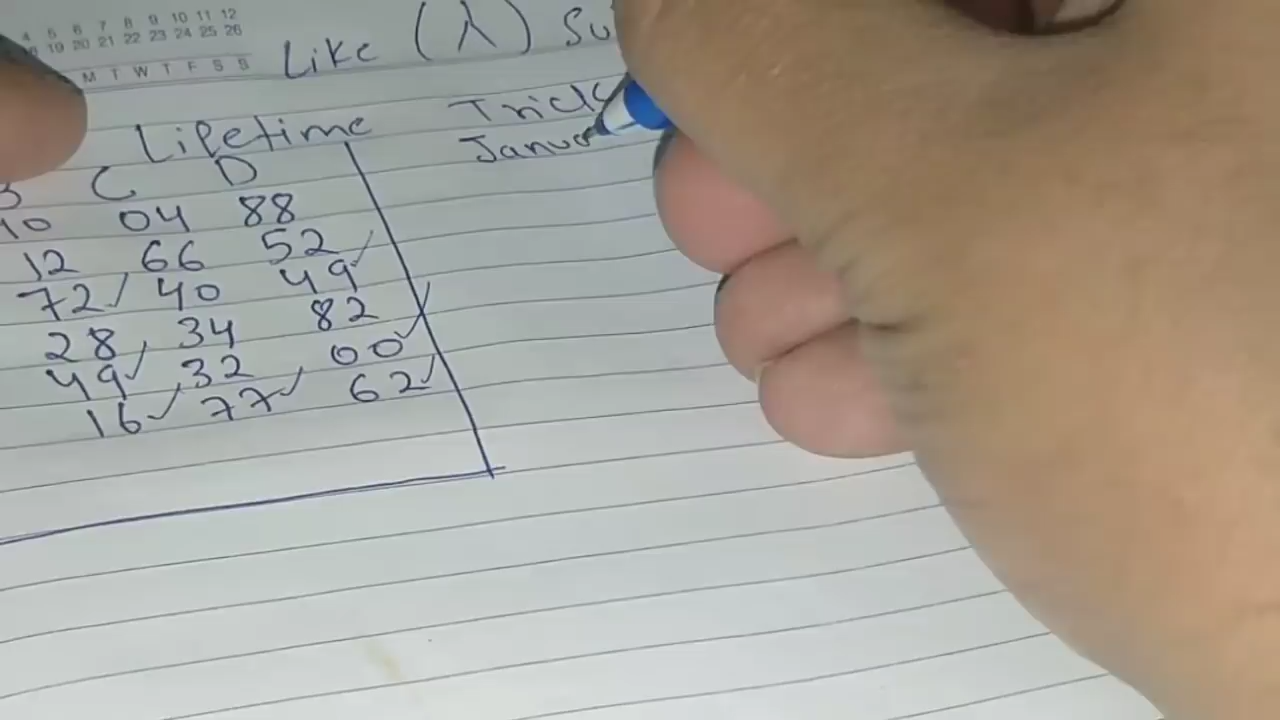 4 5 6 7 8 9 10 11 12
19 20 21 22 23 24 25 26
M T W T F S S
Like (λ)
Lifetime
C D
10 04 88
12 66 52 ✓
72 ✓ 40 49
28 34 82
49 ✓ 32 00 ✓
16 ✓ 77 ✓ 62 ✓
Trick